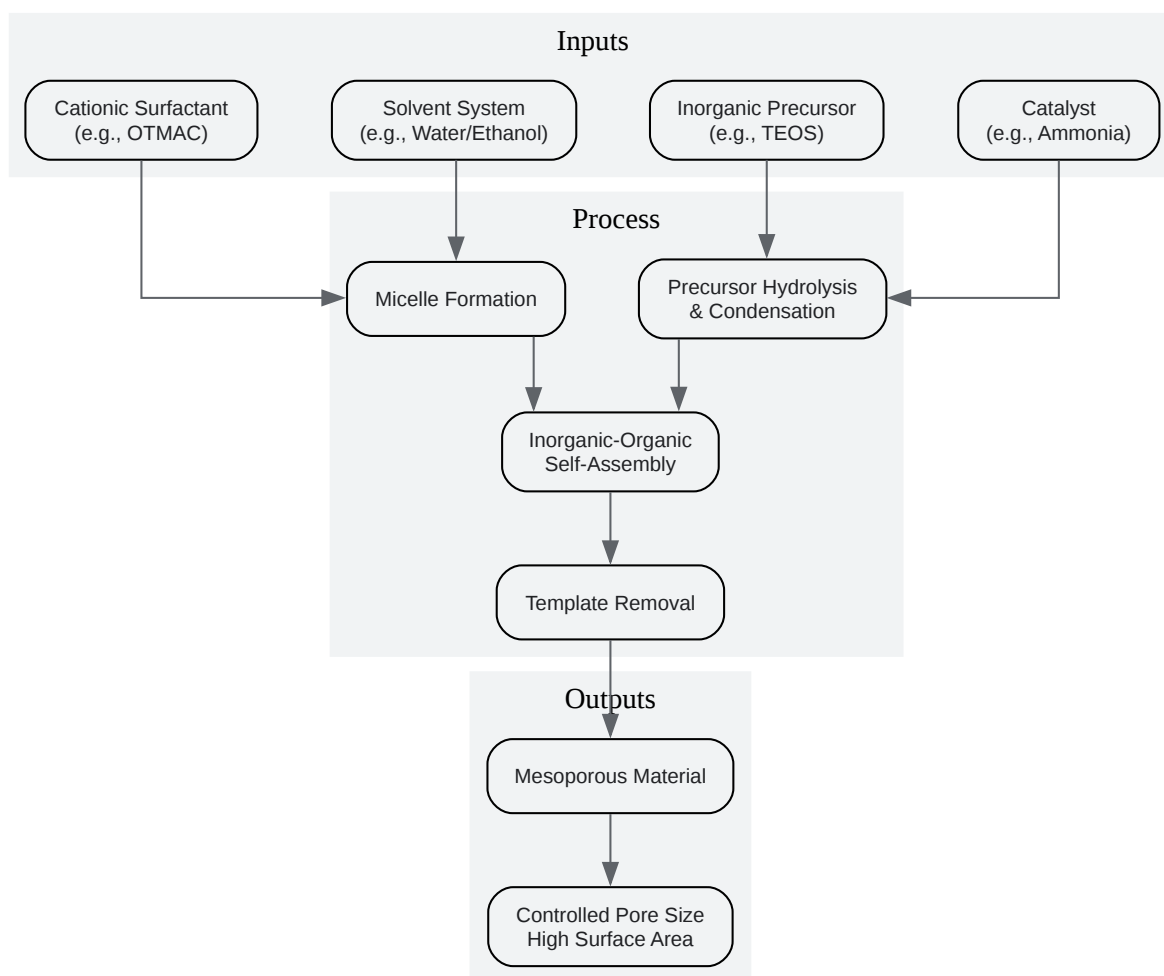 Inputs
Cationic Surfactant
(e.g., OTMAC)
Solvent System
(e.g., Water/Ethanol)
Inorganic Precursor
(e.g., TEOS)
Catalyst
(e.g., Ammonia)
Process
Micelle Formation
Precursor Hydrolysis
& Condensation
Inorganic-Organic
Self-Assembly
Template Removal
Outputs
Mesoporous Material
Controlled Pore Size
High Surface Area